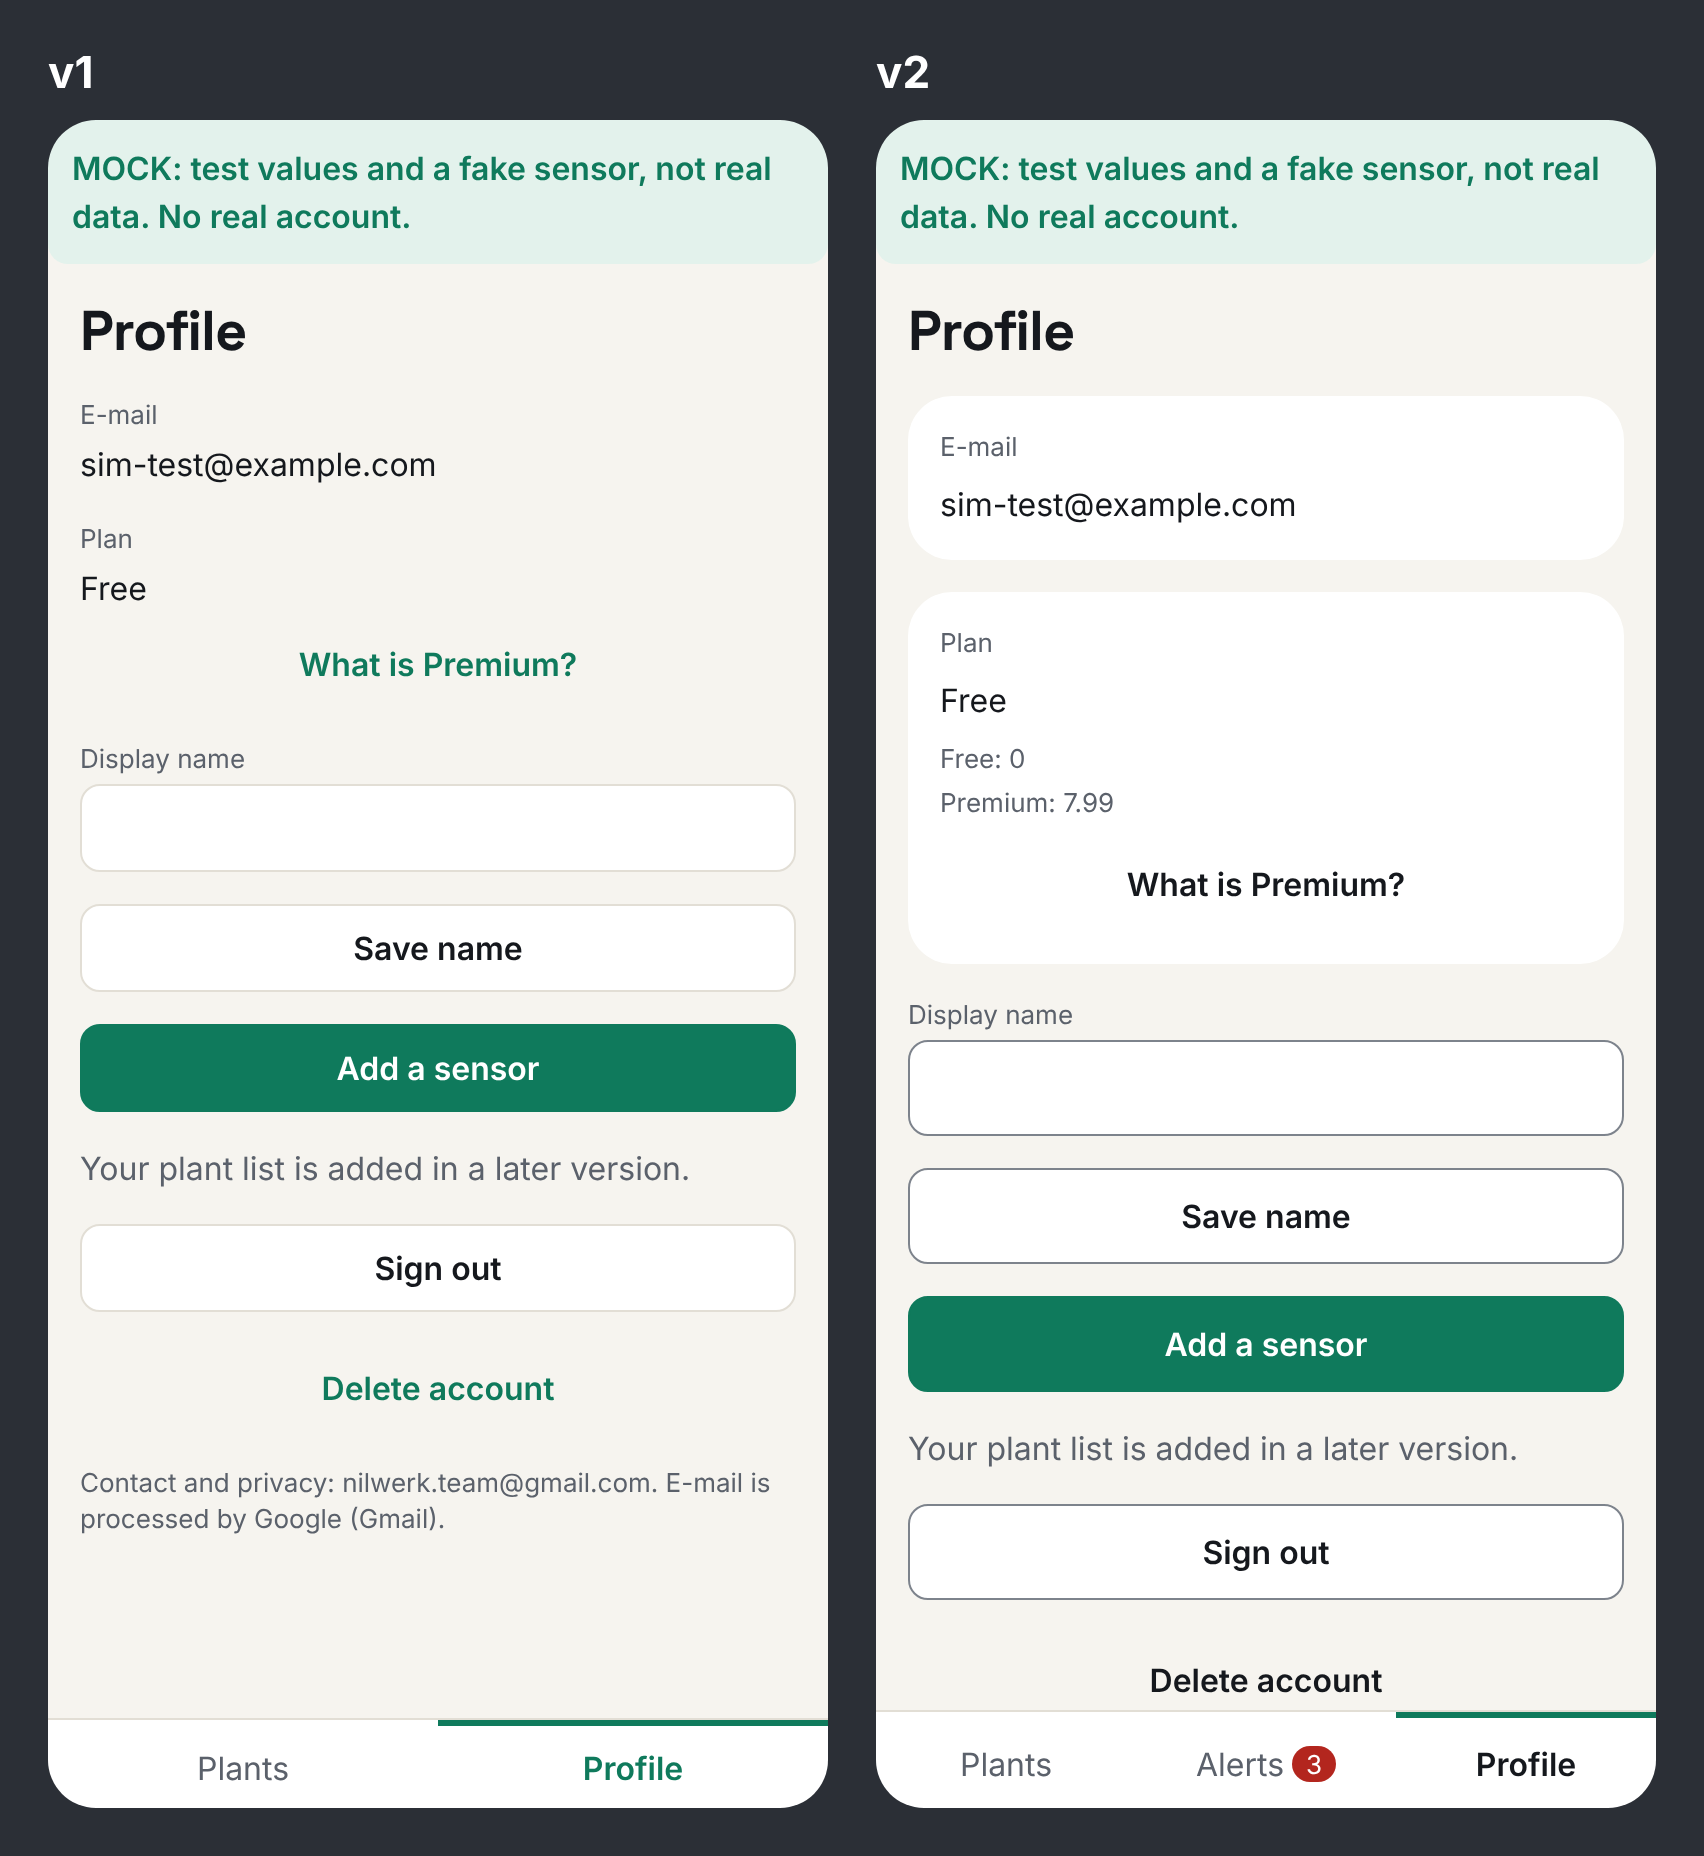 v1
MOCK: test values and a fake sensor, not real
data. No real account.
Profile
E-mail
sim-test@example.com
Plan
Free
What is Premium?
Display name
Save name
Add a sensor
Your plant list is added in a later version.
Sign out
Delete account
Contact and privacy: nilwerk.team@gmail.com. E-mail is
processed by Google (Gmail).
Plants
Profile
v2
MOCK: test values and a fake sensor, not real
data. No real account.
Profile
E-mail
sim-test@example.com
Plan
Free
Free: 0
Premium: 7.99
What is Premium?
Display name
Save name
Add a sensor
Your plant list is added in a later version.
Sign out
Delete account
Plants
Alerts 3
Profile